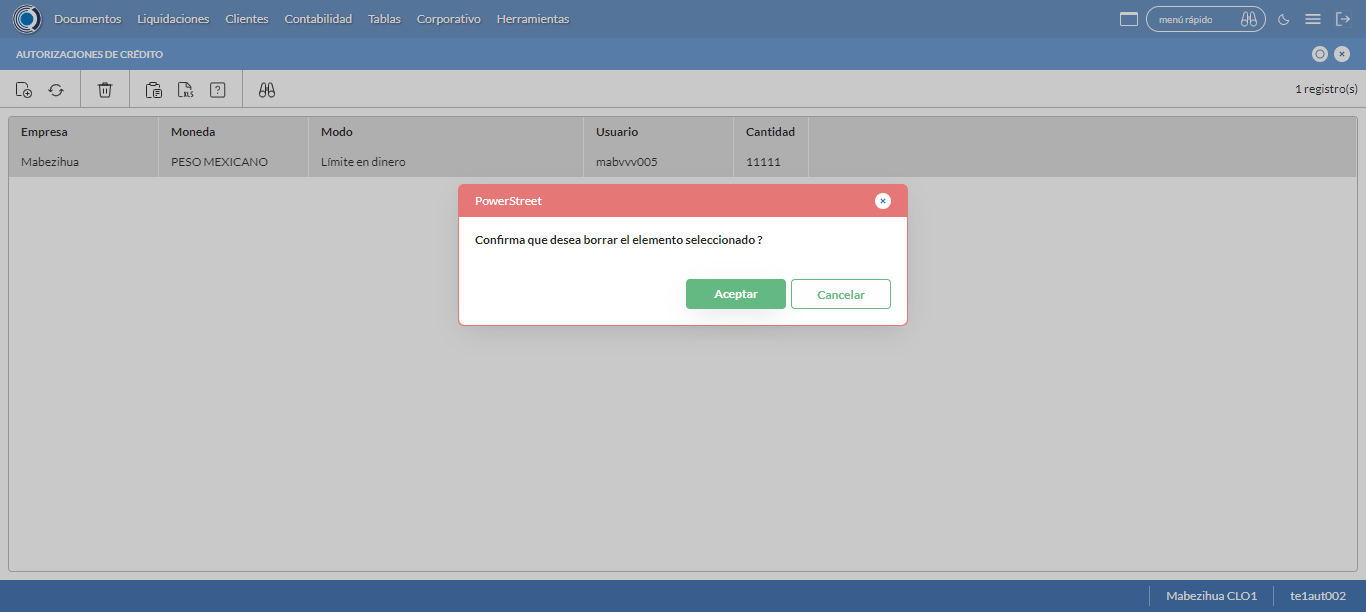 Documentos Liquidaciones Clientes Contabilidad Tablas Corporativo Herramientas menú rápido
AUTORIZACIONES DE CRÉDITO
XLS ? 1 registro(s)
Empresa Moneda Modo Usuario Cantidad
Mabezihua PESO MEXICANO Límite en dinero mabvvv005 11111
PowerStreet
Confirma que desea borrar el elemento seleccionado ?
Aceptar Cancelar
Mabezihua CLO1 te1aut002